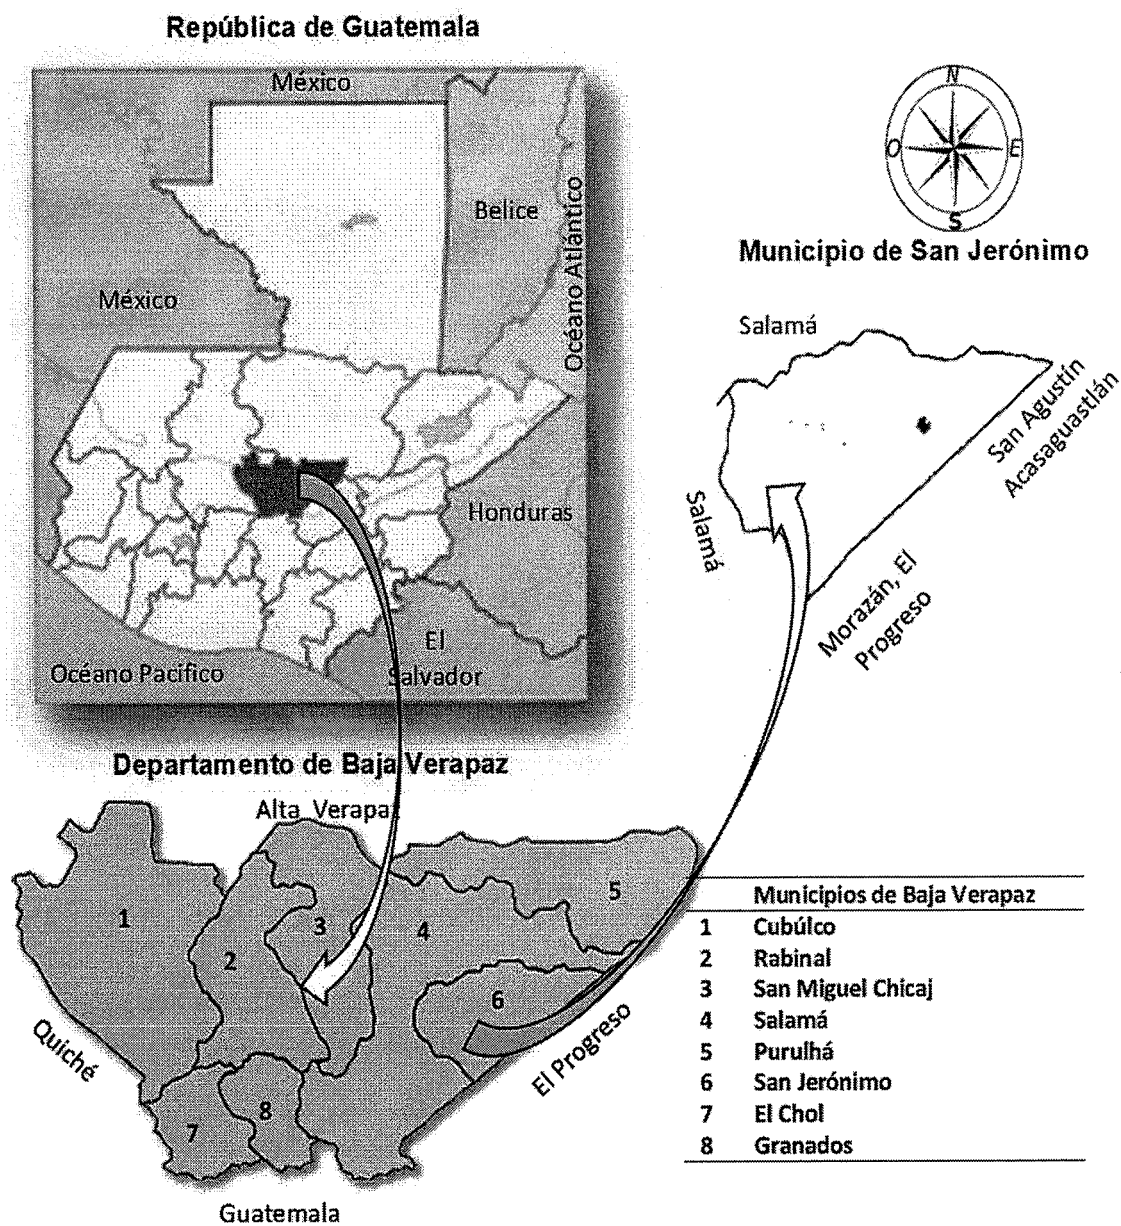 República de Guatemala
México
Belice
Océano Atlántico
México
Honduras
El
Salvador
Océano Pacifico
N
O
E
S
Municipio de San Jerónimo
Salamá
San Agustín
Acasaguastlán
Salamá
Morazán, El
Progreso
Departamento de Baja Verapaz
Alta Verapaz
1
2
3
4
5
6
7
8
Quiché
El Progreso
Guatemala
Municipios de Baja Verapaz
1 Cubúlco
2 Rabinal
3 San Miguel Chicaj
4 Salamá
5 Purulhá
6 San Jerónimo
7 El Chol
8 Granados